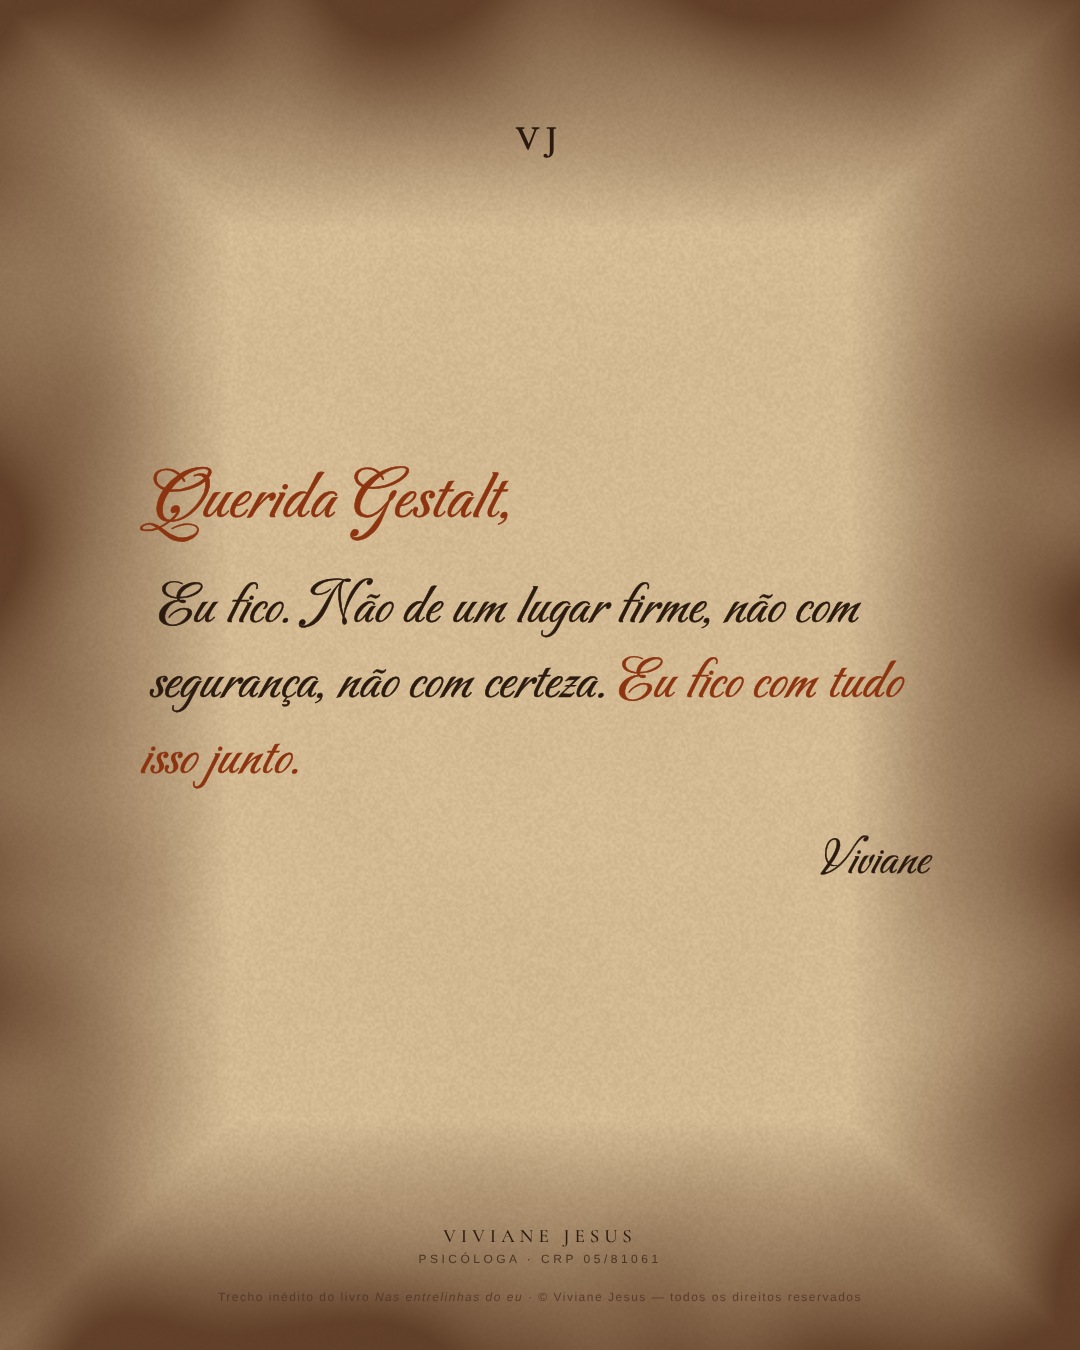 VJ
Querida Gestalt,
Eu fico. Não de um lugar firme, não com
segurança, não com certeza. Eu fico com tudo
isso junto.
Viviane
VIVIANE JESUS
PSICÓLOGA · CRP 05/81061
Trecho inédito do livro Nas entrelinhas do eu · © Viviane Jesus — todos os direitos reservados